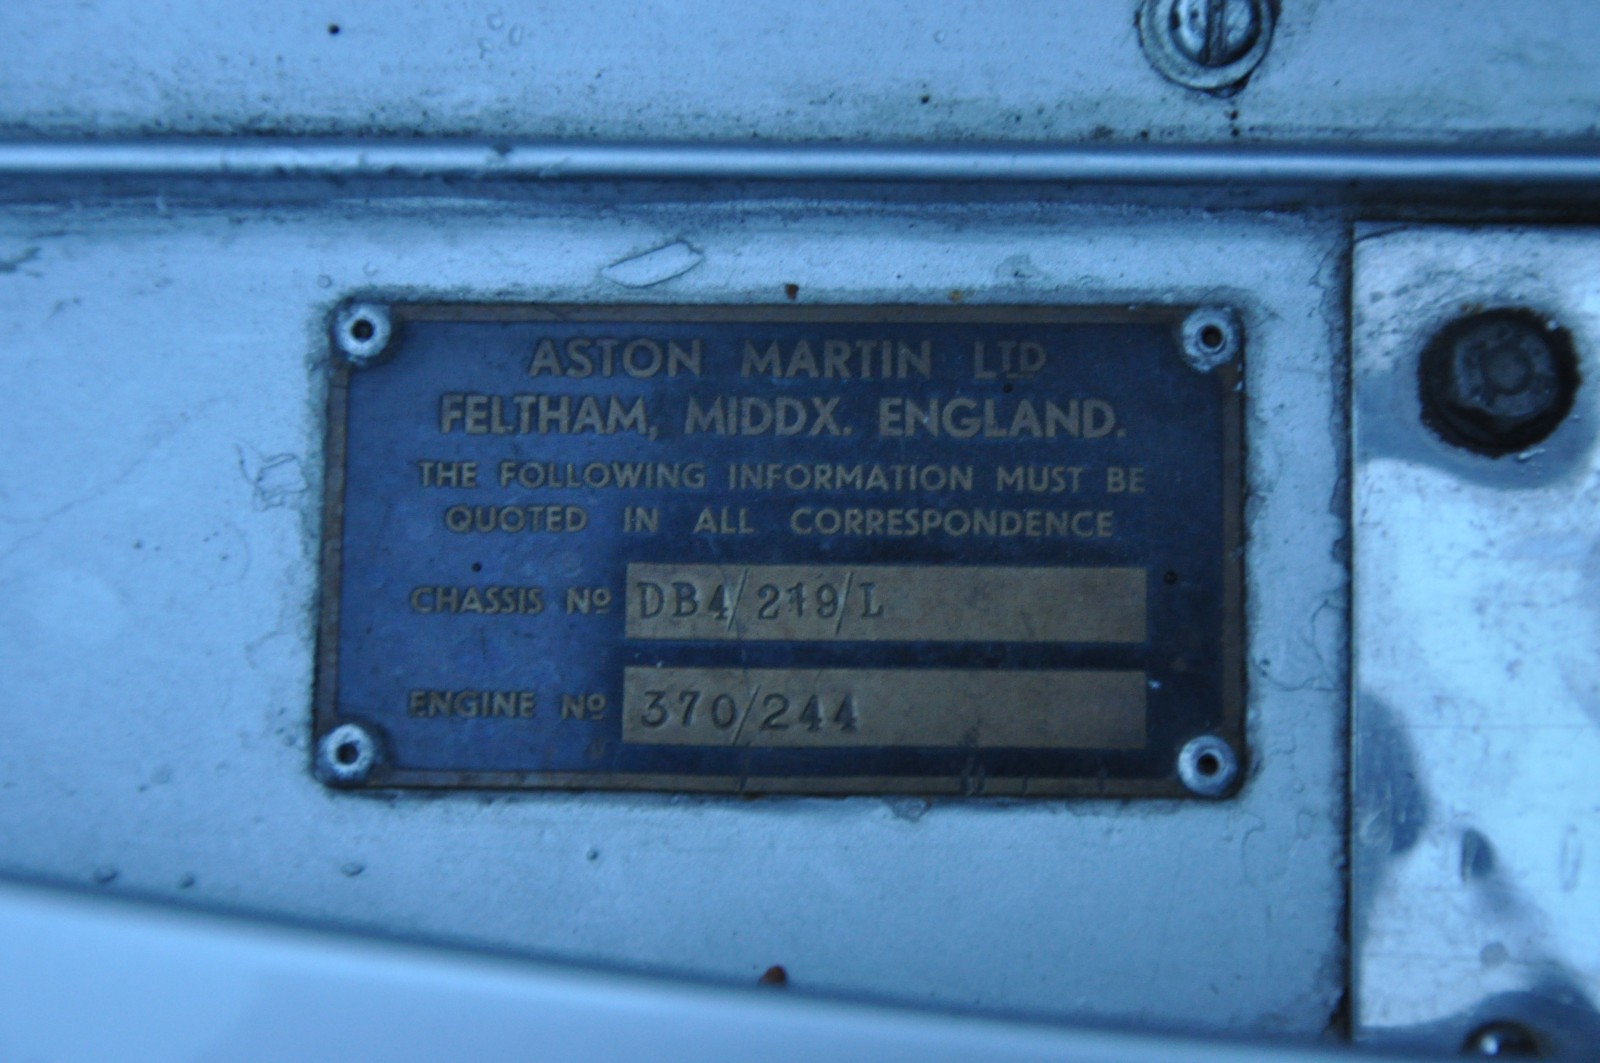 ASTON MARTIN LTD
FELTHAM, MIDDX. ENGLAND.
THE FOLLOWING INFORMATION MUST BE
QUOTED IN ALL CORRESPONDENCE
CHASSIS Nº DB4/219/L
ENGINE Nº 370/244